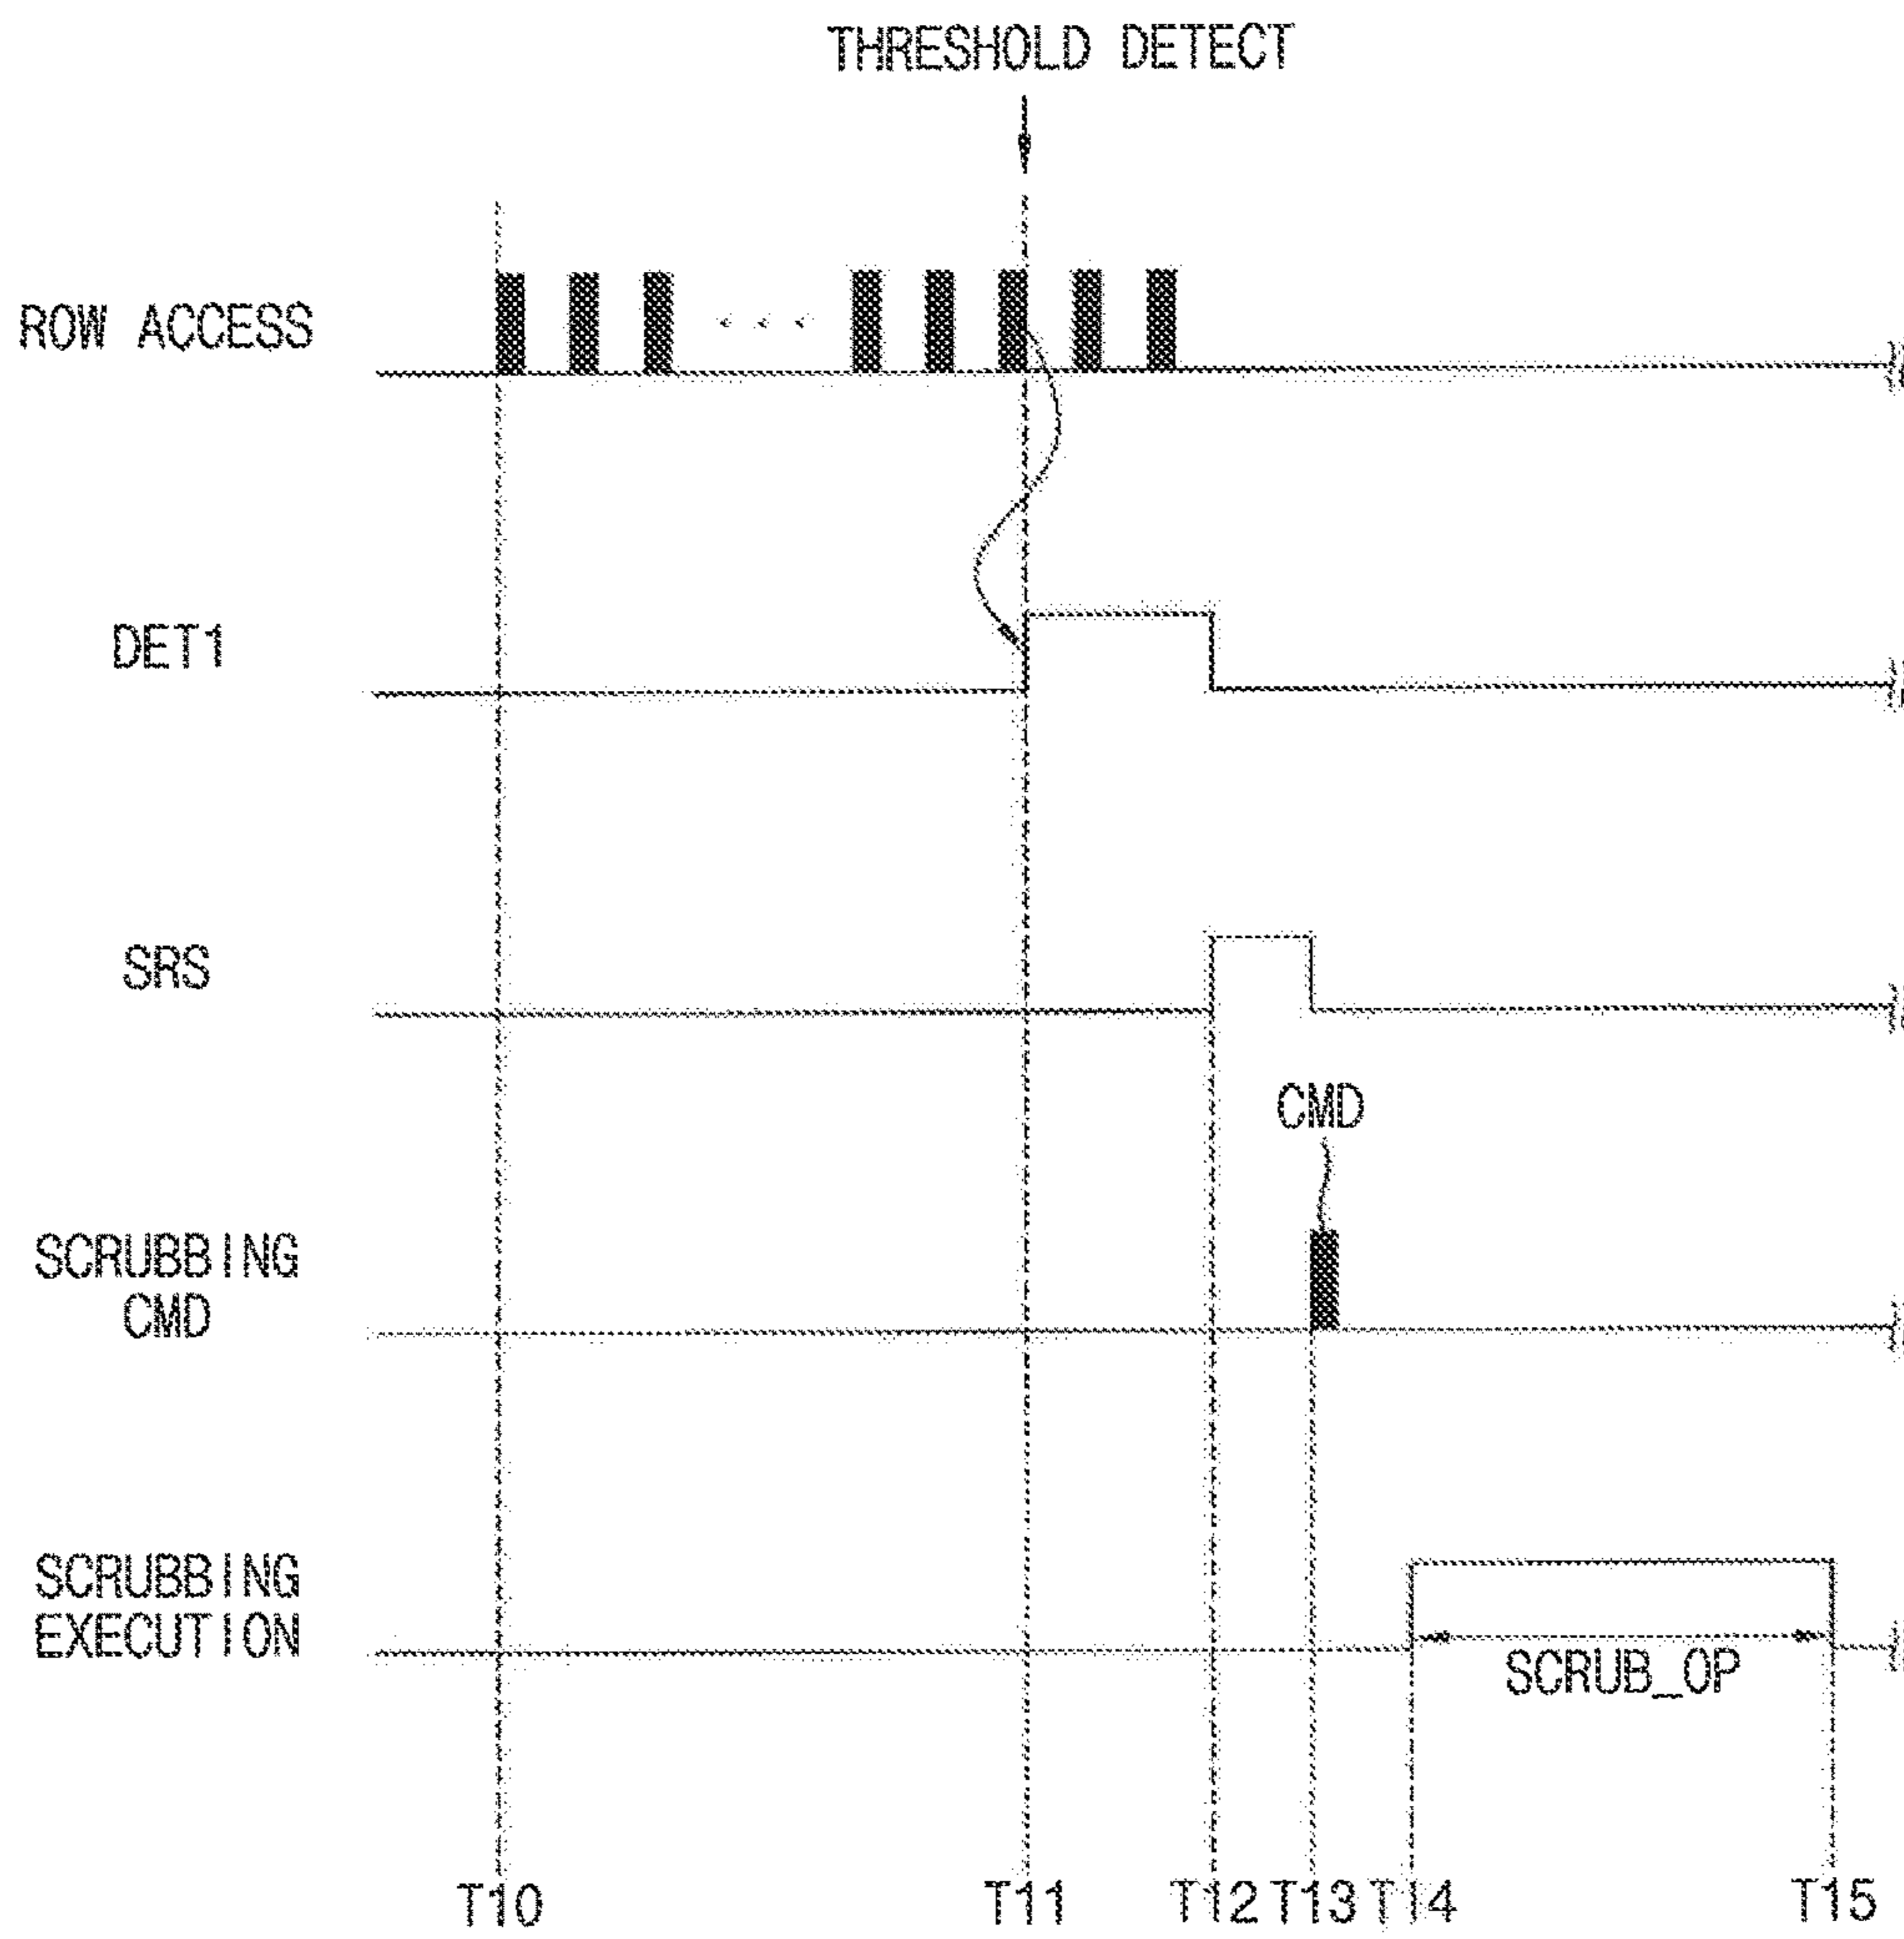 THRESHOLD DETECT
ROW ACCESS
DET1
SRS
CMD
SCRUBBING
CMD
SCRUBBING
EXECUTION
SCRUB_OP
T10 T11 T12 T13 T14 T15